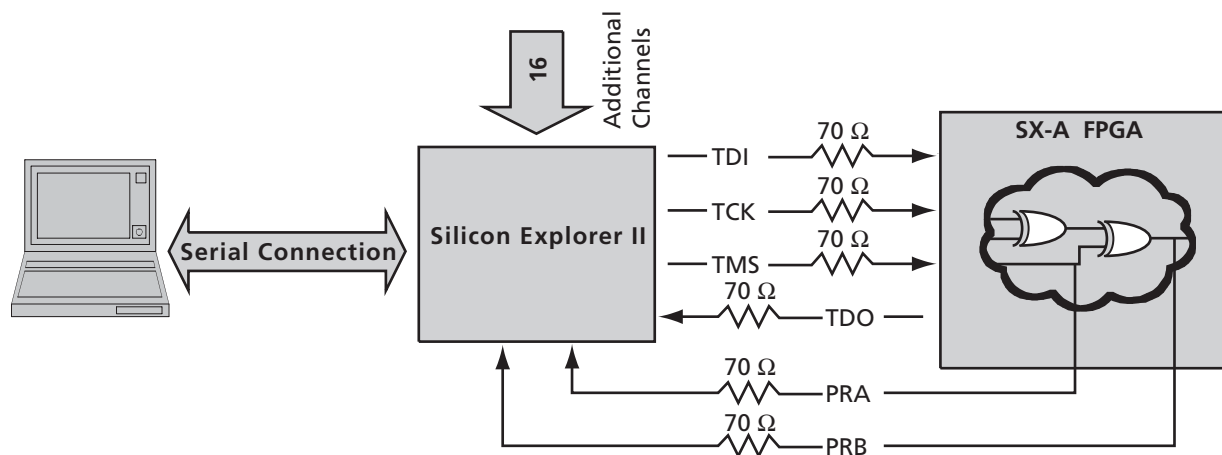 16
Additional
Channels
Serial Connection
Silicon Explorer II
70 Ω
TDI
70 Ω
TCK
70 Ω
TMS
70 Ω
TDO
70 Ω
PRA
70 Ω
PRB
SX-A FPGA